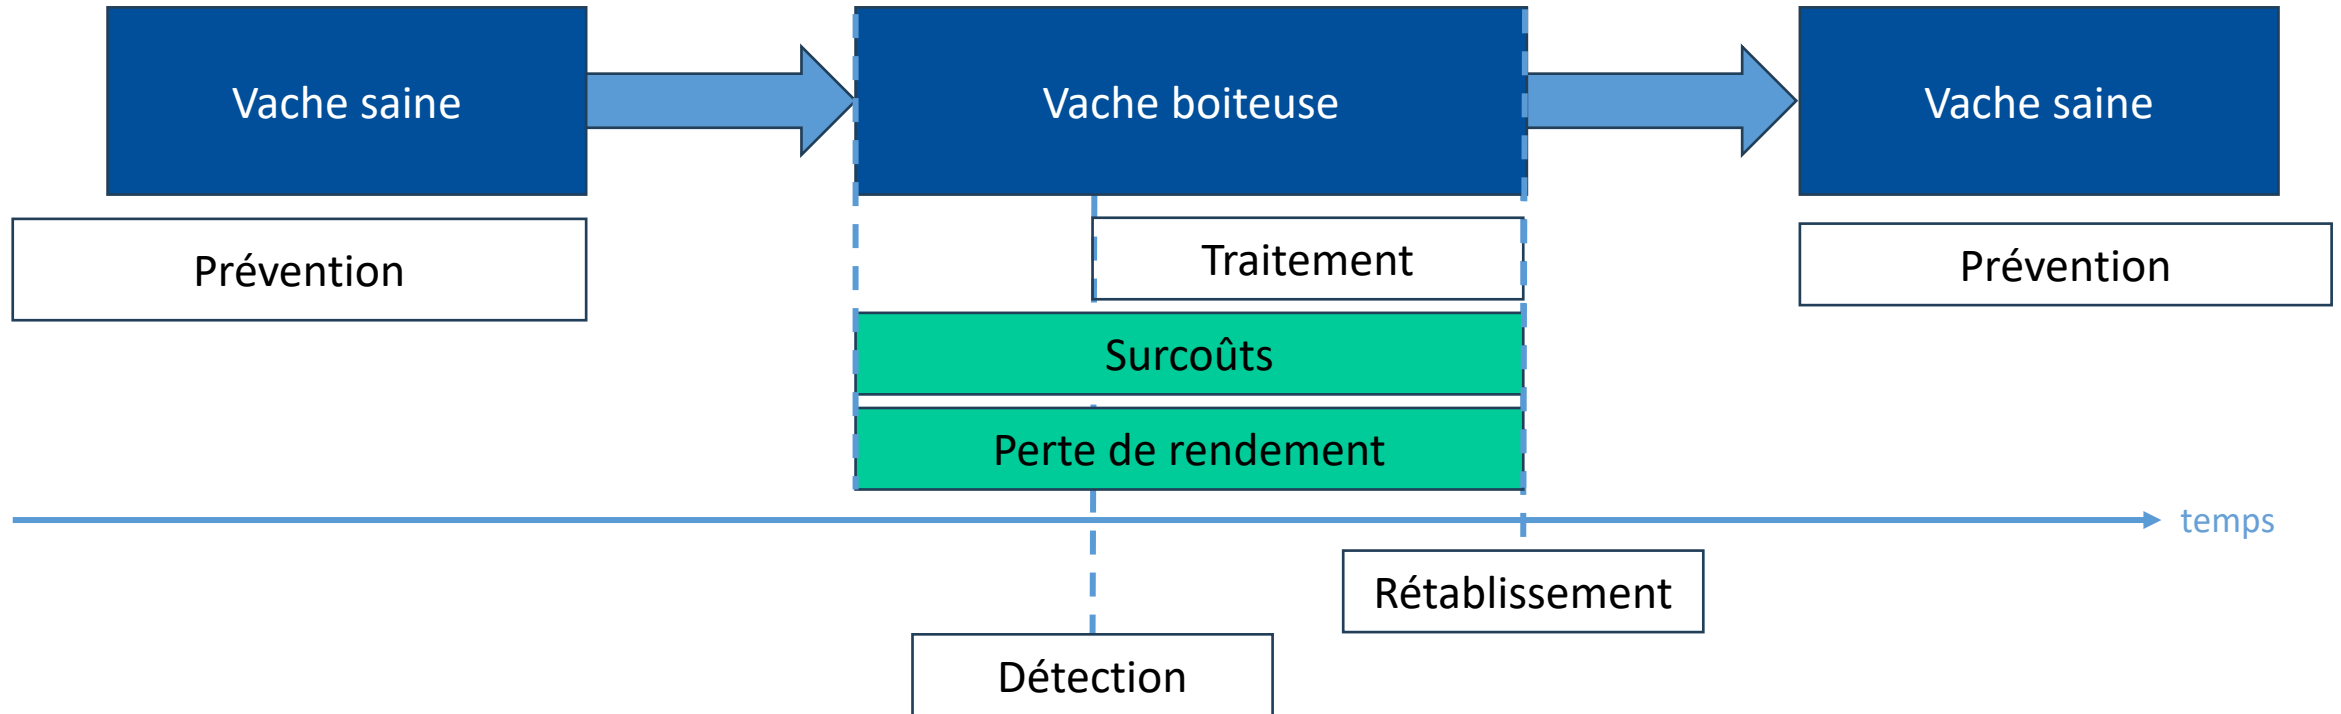 Vache saine
Vache boiteuse
Vache saine
Prévention
Traitement
Prévention
Surcoûts
Perte de rendement
temps
Rétablissement
Détection